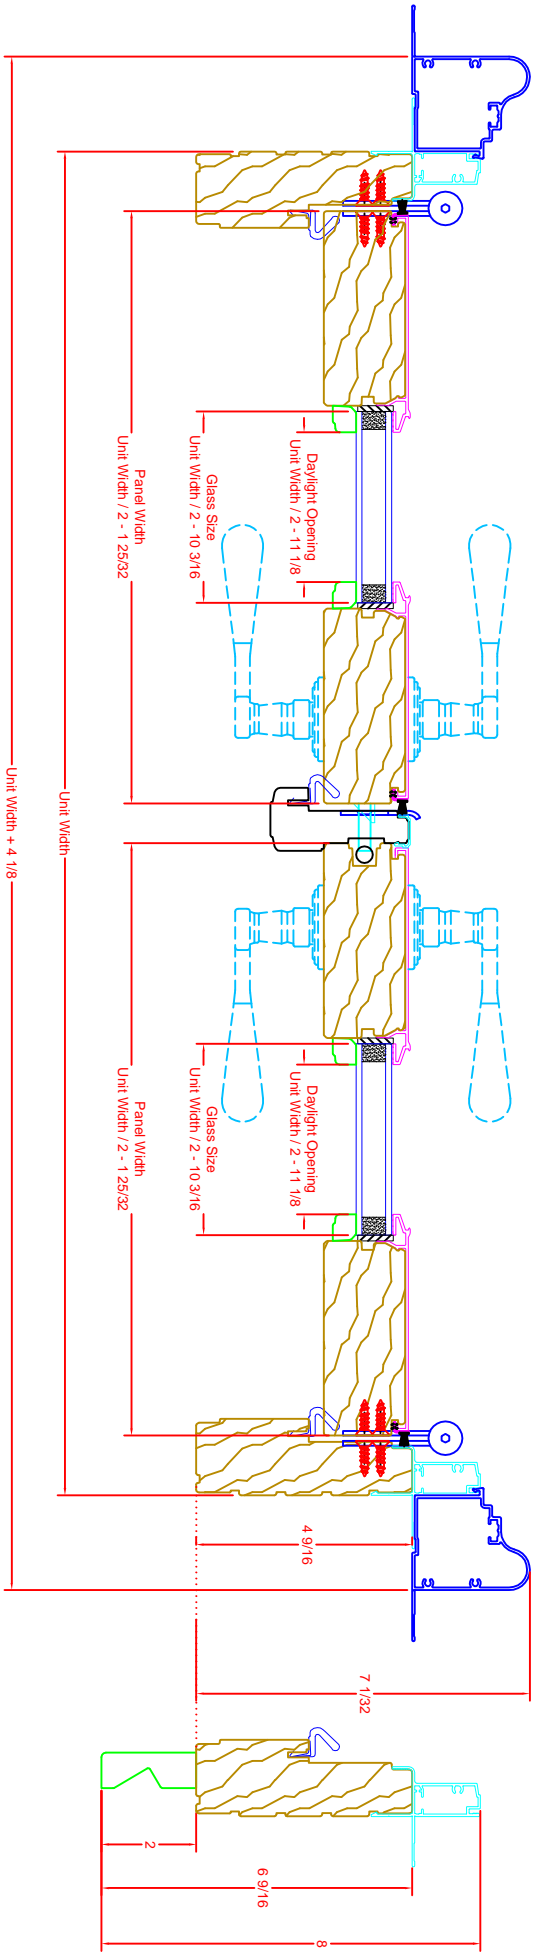 Daylight Opening
Unit Width / 2 - 11 1/8
Glass Size
Unit Width / 2 - 10 3/16
Panel Width
Unit Width / 2 - 1 25/32
Unit Width
Unit Width + 4 1/8
Daylight Opening
Unit Width / 2 - 11 1/8
Glass Size
Unit Width / 2 - 10 3/16
Panel Width
Unit Width / 2 - 1 25/32
4 9/16
7 1/32
2
6 9/16
8